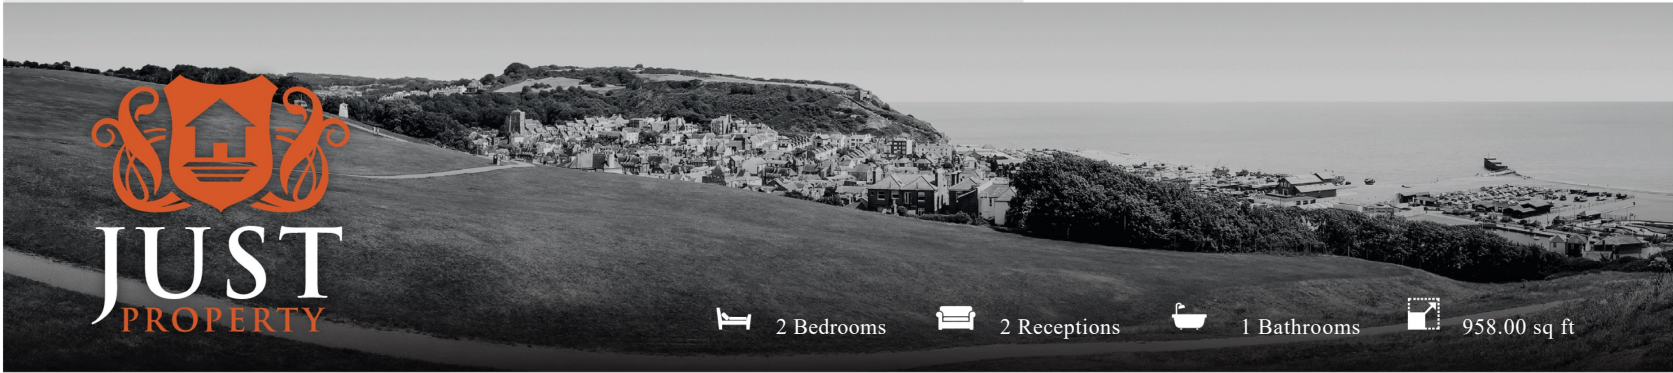 JUST
PROPERTY
2 Bedrooms
2 Receptions
1 Bathrooms
958.00 sq ft